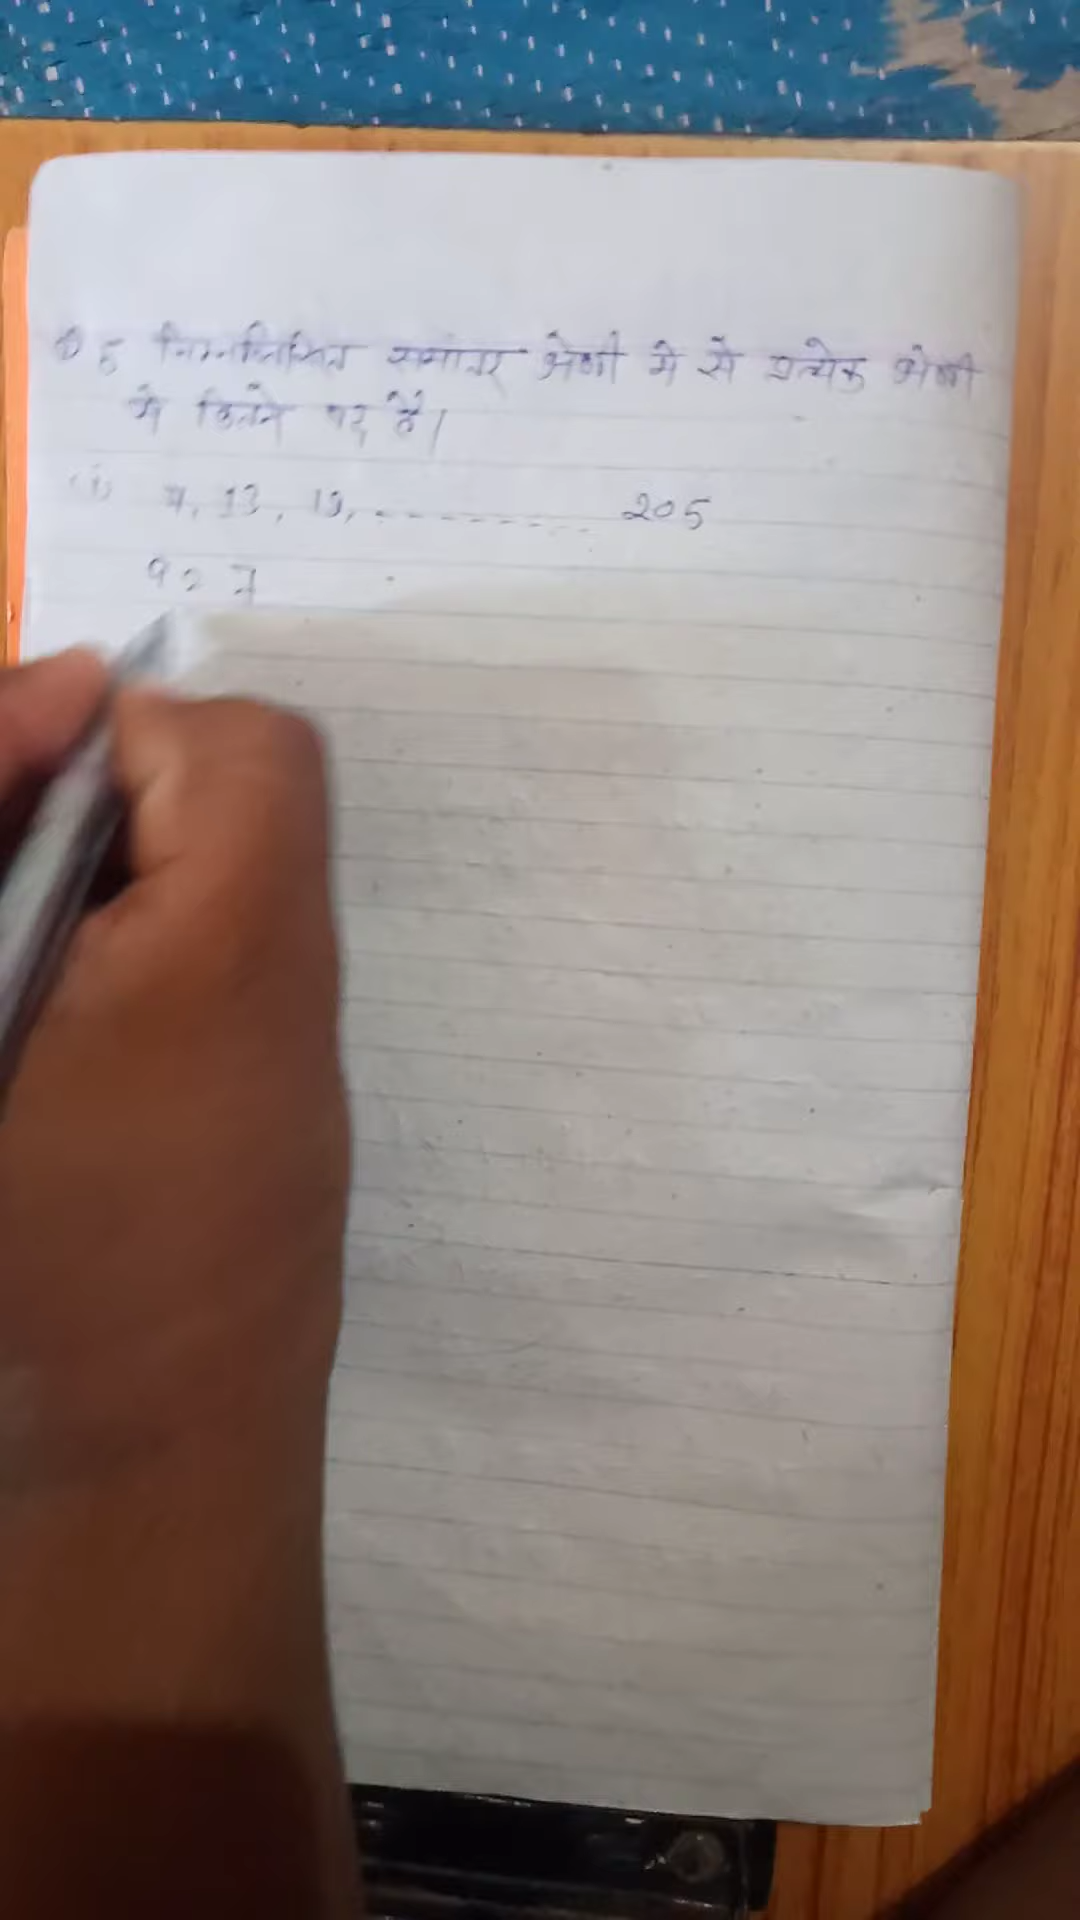 Q 5 निम्नलिखित समांतर श्रेणी मे से प्रत्येक श्रेणी
मे कितने पद है।
(i) 7, 13, 19, ---------- 205
a = 7